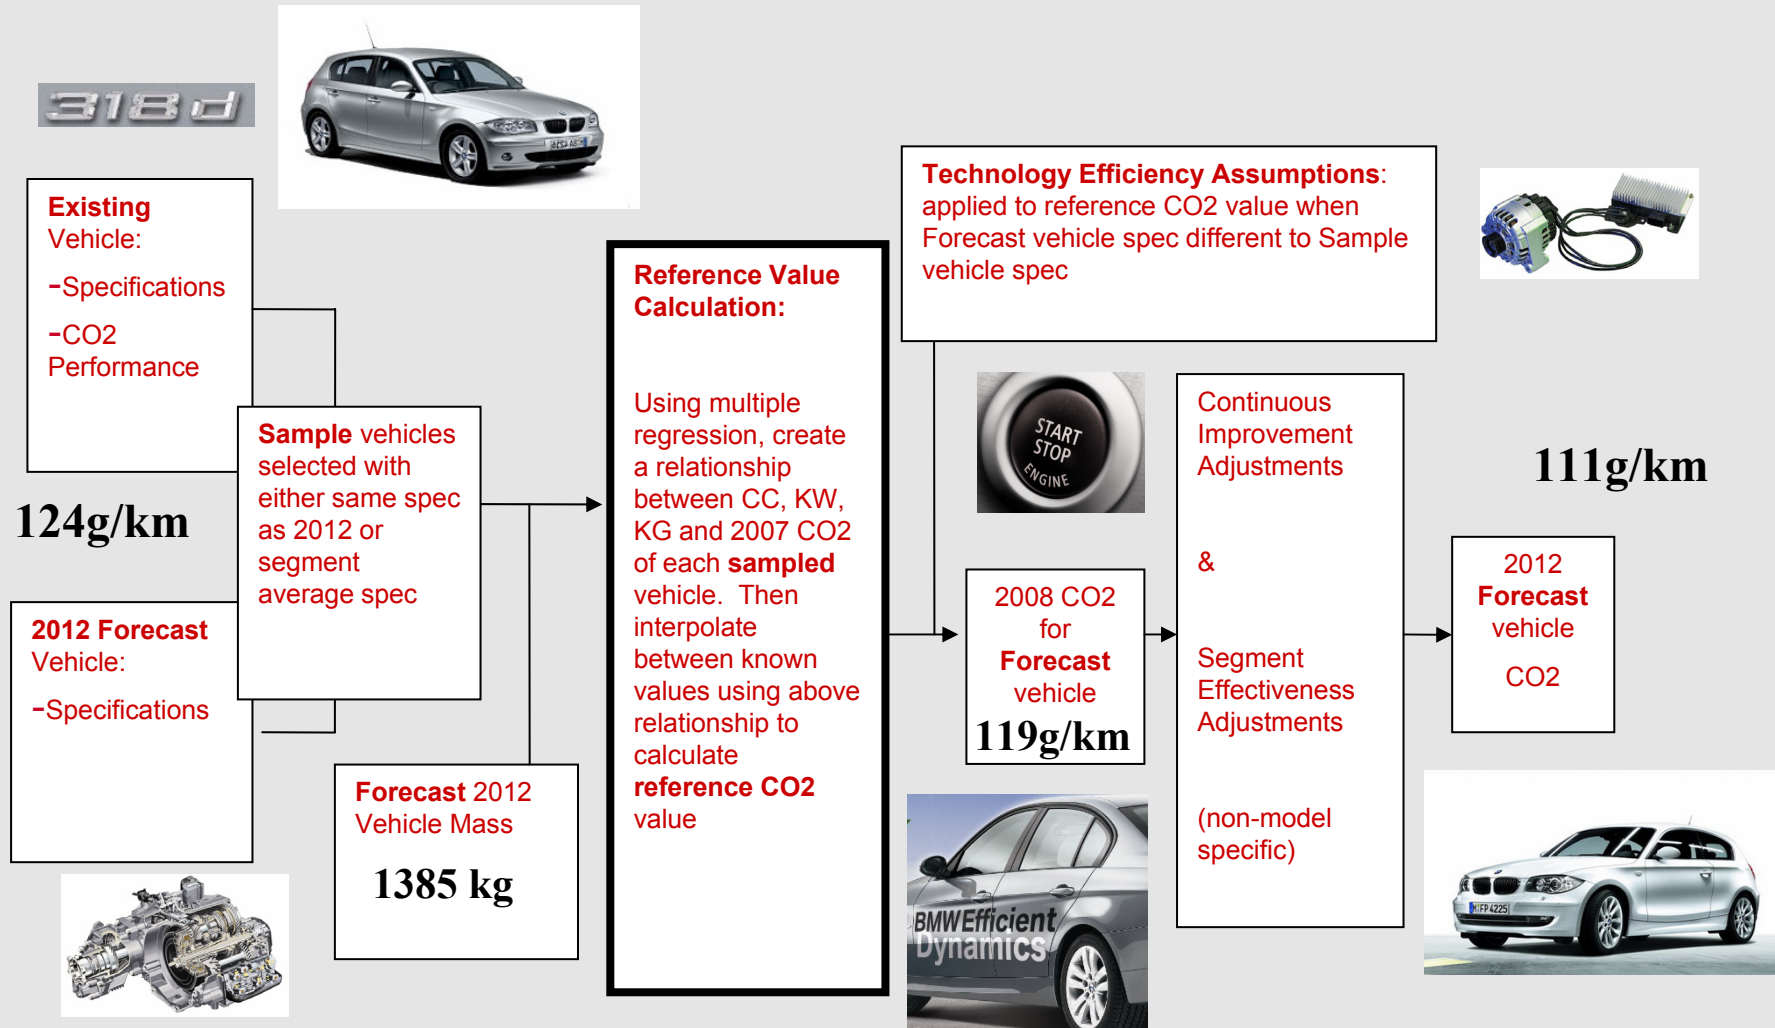 318d
Existing
Vehicle:
-Specifications
-CO2
Performance
124g/km
2012 Forecast
Vehicle:
-Specifications
Sample vehicles
selected with
either same spec
as 2012 or
segment
average spec
Forecast 2012
Vehicle Mass
1385 kg
Reference Value
Calculation:
Using multiple
regression, create
a relationship
between CC, KW,
KG and 2007 CO2
of each sampled
vehicle. Then
interpolate
between known
values using above
relationship to
calculate
reference CO2
value
Technology Efficiency Assumptions:
applied to reference CO2 value when
Forecast vehicle spec different to Sample
vehicle spec
START
STOP
ENGINE
2008 CO2
for
Forecast
vehicle
119g/km
BMW Efficient
Dynamics
Continuous
Improvement
Adjustments
&
Segment
Effectiveness
Adjustments
(non-model
specific)
111g/km
2012
Forecast
vehicle
CO2
M FP 4225